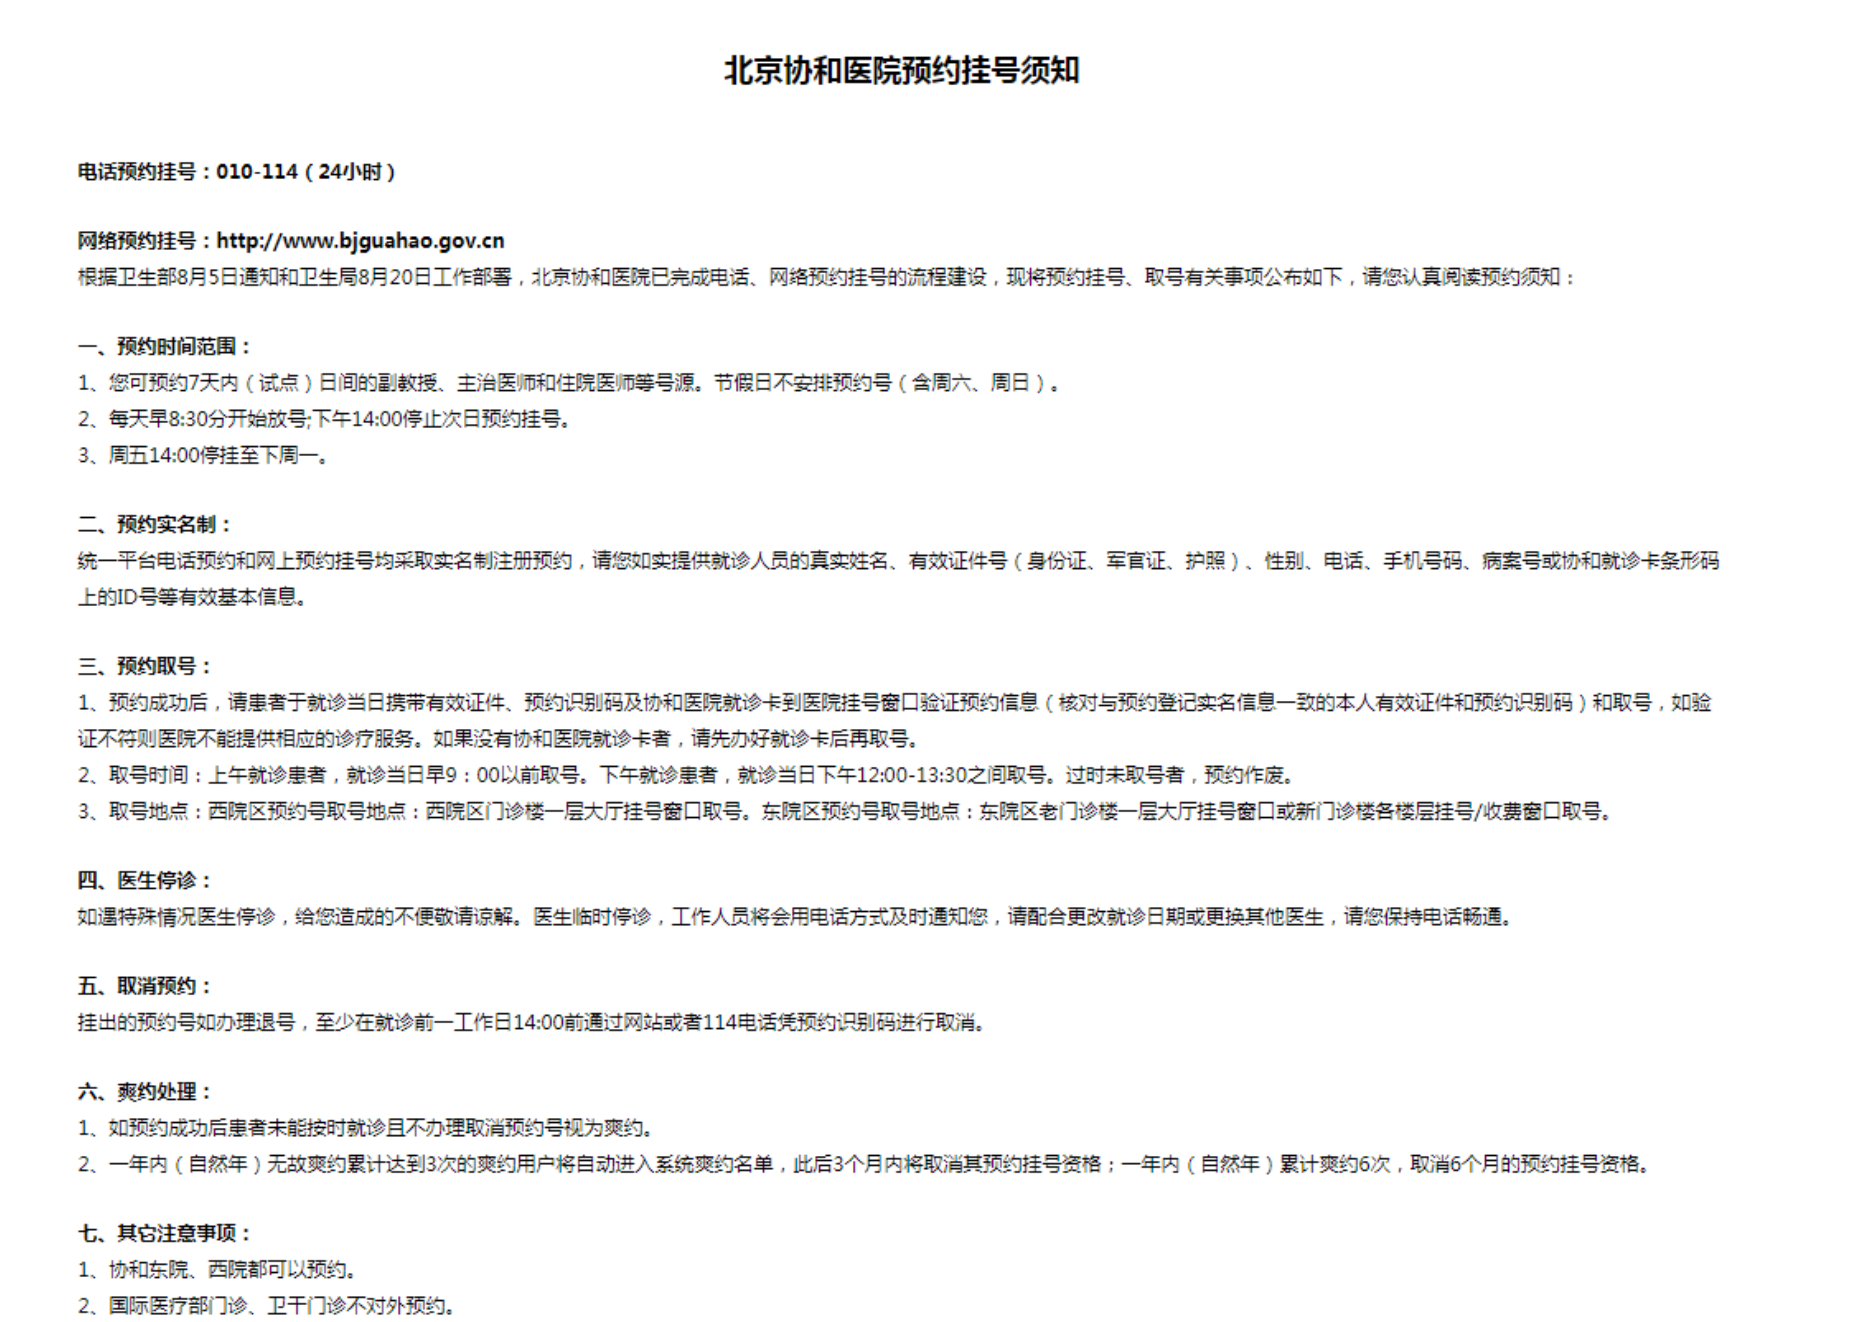 北京协和医院预约挂号须知
电话预约挂号：010-114（24小时）
网络预约挂号：http://www.bjguahao.gov.cn
根据卫生部8月5日通知和卫生局8月20日工作部署，北京协和医院已完成电话、网络预约挂号的流程建设，现将预约挂号、取号有关事项公布如下，请您认真阅读预约须知：
一、预约时间范围：
1、您可预约7天内（试点）日间的副教授、主治医师和住院医师等号源。节假日不安排预约号（含周六、周日）。
2、每天早8:30分开始放号;下午14:00停止次日预约挂号。
3、周五14:00停挂至下周一。
二、预约实名制：
统一平台电话预约和网上预约挂号均采取实名制注册预约，请您如实提供就诊人员的真实姓名、有效证件号（身份证、军官证、护照）、性别、电话、手机号码、病案号或协和就诊卡条形码
上的ID号等有效基本信息。
三、预约取号：
1、预约成功后，请患者于就诊当日携带有效证件、预约识别码及协和医院就诊卡到医院挂号窗口验证预约信息（核对与预约登记实名信息一致的本人有效证件和预约识别码）和取号，如验
证不符则医院不能提供相应的诊疗服务。如果没有协和医院就诊卡者，请先办好就诊卡后再取号。
2、取号时间：上午就诊患者，就诊当日早9：00以前取号。下午就诊患者，就诊当日下午12:00-13:30之间取号。过时未取号者，预约作废。
3、取号地点：西院区预约号取号地点：西院区门诊楼一层大厅挂号窗口取号。东院区预约号取号地点：东院区老门诊楼一层大厅挂号窗口或新门诊楼各楼层挂号/收费窗口取号。
四、医生停诊：
如遇特殊情况医生停诊，给您造成的不便敬请谅解。医生临时停诊，工作人员将会用电话方式及时通知您，请配合更改就诊日期或更换其他医生，请您保持电话畅通。
五、取消预约：
挂出的预约号如办理退号，至少在就诊前一工作日14:00前通过网站或者114电话凭预约识别码进行取消。
六、爽约处理：
1、如预约成功后患者未能按时就诊且不办理取消预约号视为爽约。
2、一年内（自然年）无故爽约累计达到3次的爽约用户将自动进入系统爽约名单，此后3个月内将取消其预约挂号资格；一年内（自然年）累计爽约6次，取消6个月的预约挂号资格。
七、其它注意事项：
1、协和东院、西院都可以预约。
2、国际医疗部门诊、卫干门诊不对外预约。